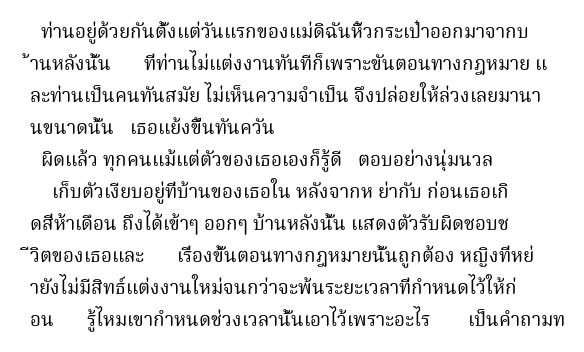 ท่านอยู่ด้วยกันตั้งแต่วันแรกของแม่ดิฉันหิ้วกระเป๋าออกมาจากบ
้านหลังนั้น ที่ท่านไม่แต่งงานทันทีก็เพราะขั้นตอนทางกฎหมาย แ
ละท่านเป็นคนทันสมัย ไม่เห็นความจำเป็น จึงปล่อยให้ล่วงเลยมานา
นขนาดนั้น เธอแย้งขึ้นทันควัน
ผิดแล้ว ทุกคนแม้แต่ตัวของเธอเองก็รู้ดี ตอบอย่างนุ่มนวล
เก็บตัวเงียบอยู่ที่บ้านของเธอใน หลังจากห ย่ากับ ก่อนเธอเกิ
ดสี่ห้าเดือน ถึงได้เข้าๆ ออกๆ บ้านหลังนั้น แสดงตัวรับผิดชอบช
ีวิตของเธอและ เรื่องขั้นตอนทางกฎหมายนั้นถูกต้อง หญิงที่หย่
ายังไม่มีสิทธ์แต่งงานใหม่จนกว่าจะพ้นระยะเวลาที่กำหนดไว้ให้ก่
อน รู้ไหมเขากำหนดช่วงเวลานั้นเอาไว้เพราะอะไร เป็นคำถามท